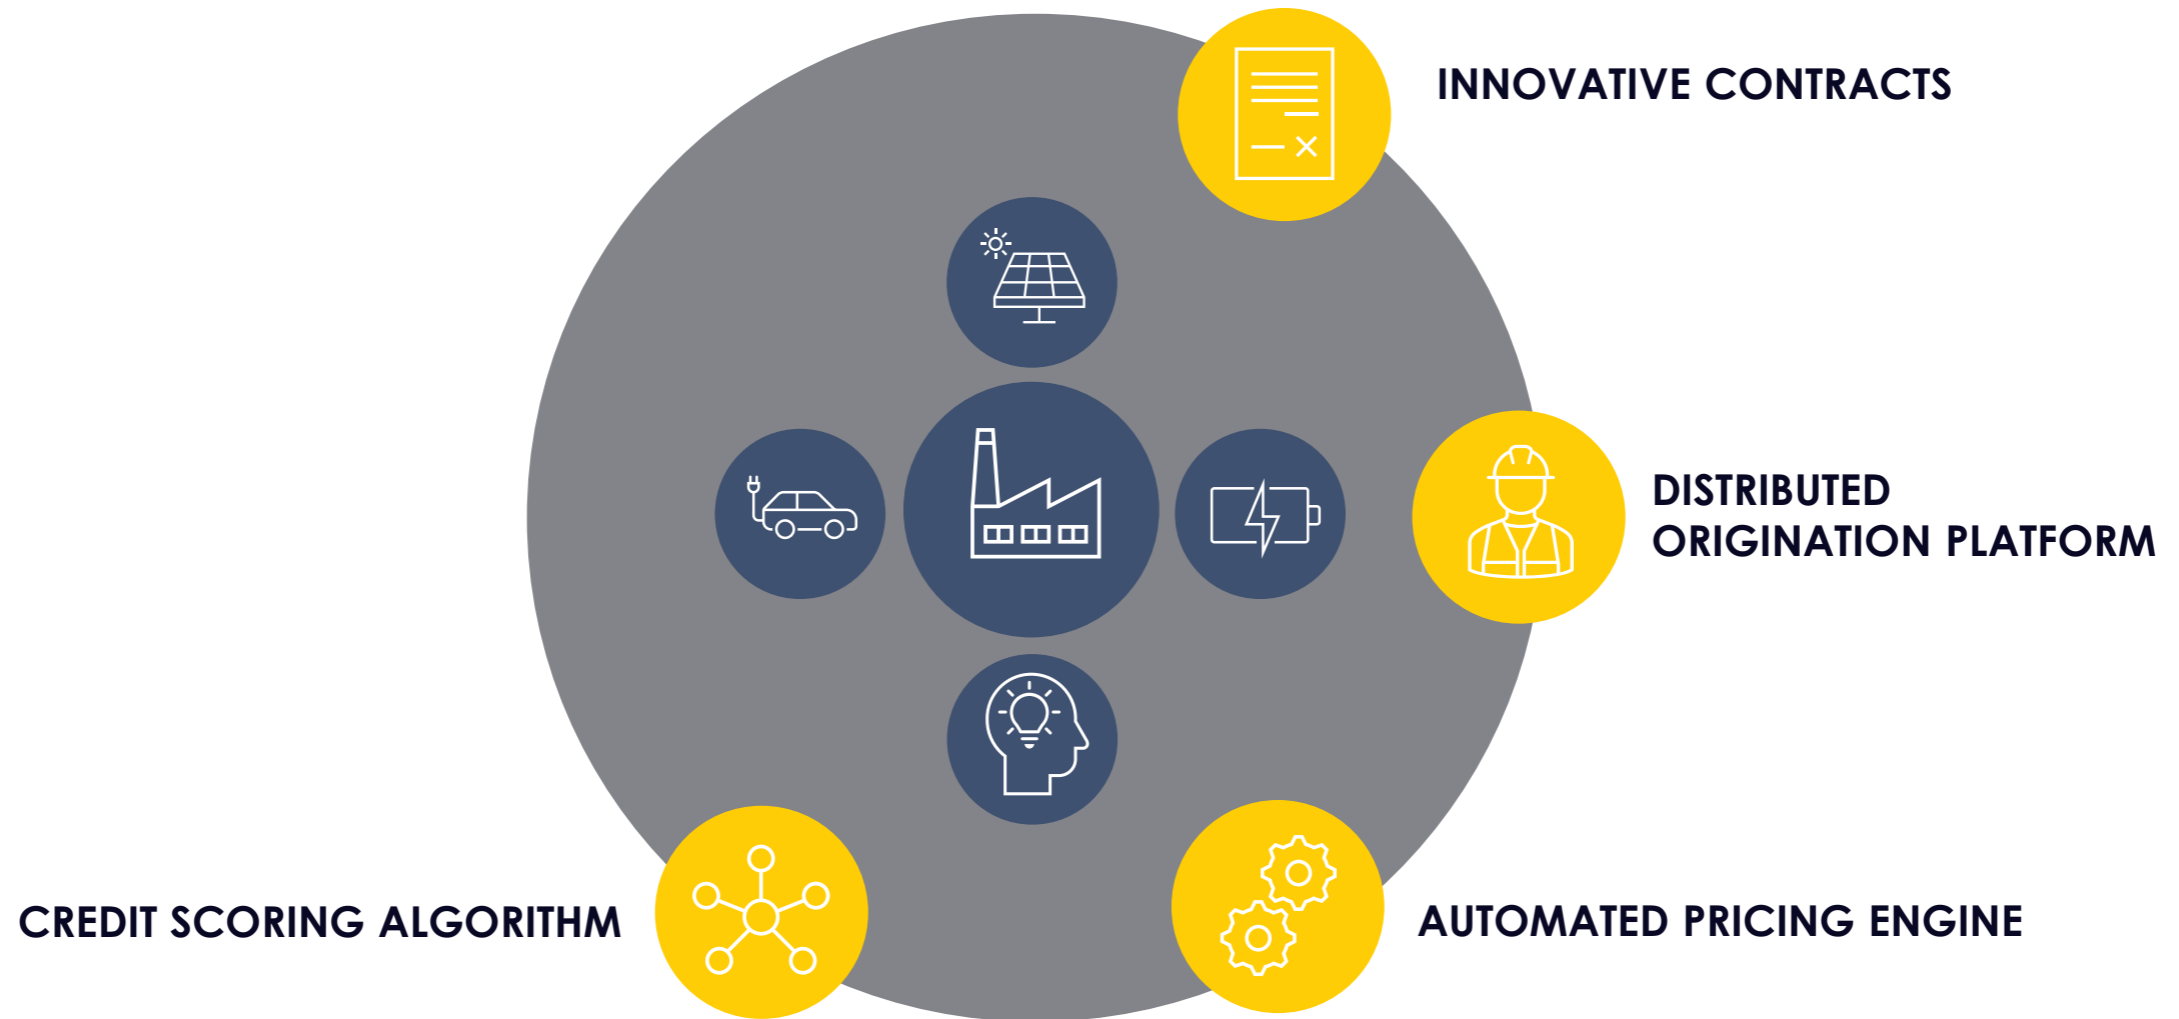 INNOVATIVE CONTRACTS
DISTRIBUTED
ORIGINATION PLATFORM
CREDIT SCORING ALGORITHM
AUTOMATED PRICING ENGINE